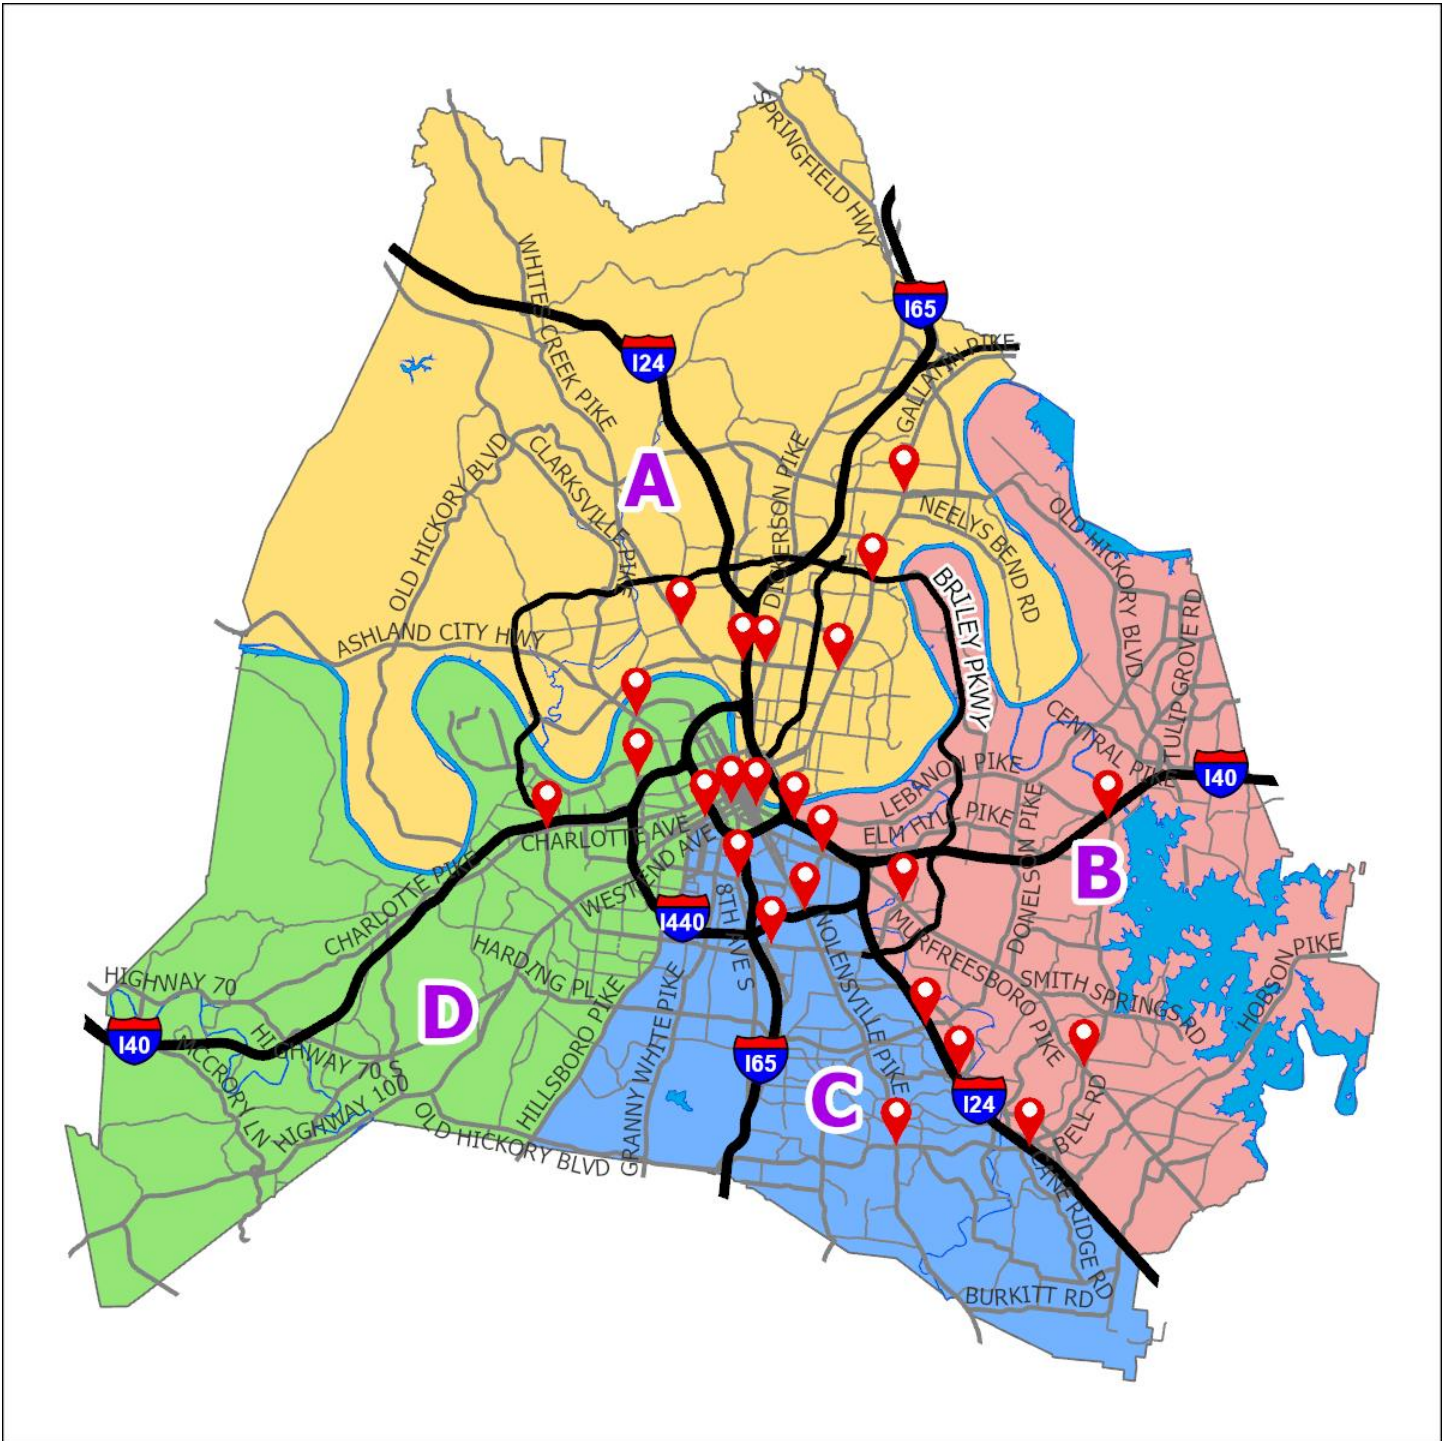 SPRINGFIELD HWY
WHITES CREEK PIKE
I65
I24
GALLATIN PIKE
A
CLARKSVILLE PIKE
DICKERSON PIKE
OLD HICKORY BLVD
NEELYS BEND RD
OLD HICKORY BLVD
BRILEY PKWY
TULIP GROVE RD
ASHLAND CITY HWY
CENTRAL PIKE
LEBANON PIKE
I40
ELM HILL PIKE
DONELSON PIKE
CHARLOTTE AVE
WESTEND AVE
B
CHARLOTTE PIKE
8TH AVE S
I440
NOLENSVILLE PIKE
MURFREESBORO PIKE
HARDING PL
SMITH SPRINGS RD
HOBSON PIKE
HIGHWAY 70
D
HILLSBORO PIKE
GRANNY WHITE PIKE
I40
HIGHWAY 70 S
MCCRORY LN
HIGHWAY 100
I65
C
I24
BELL RD
OLD HICKORY BLVD
CANE RIDGE RD
BURKITT RD